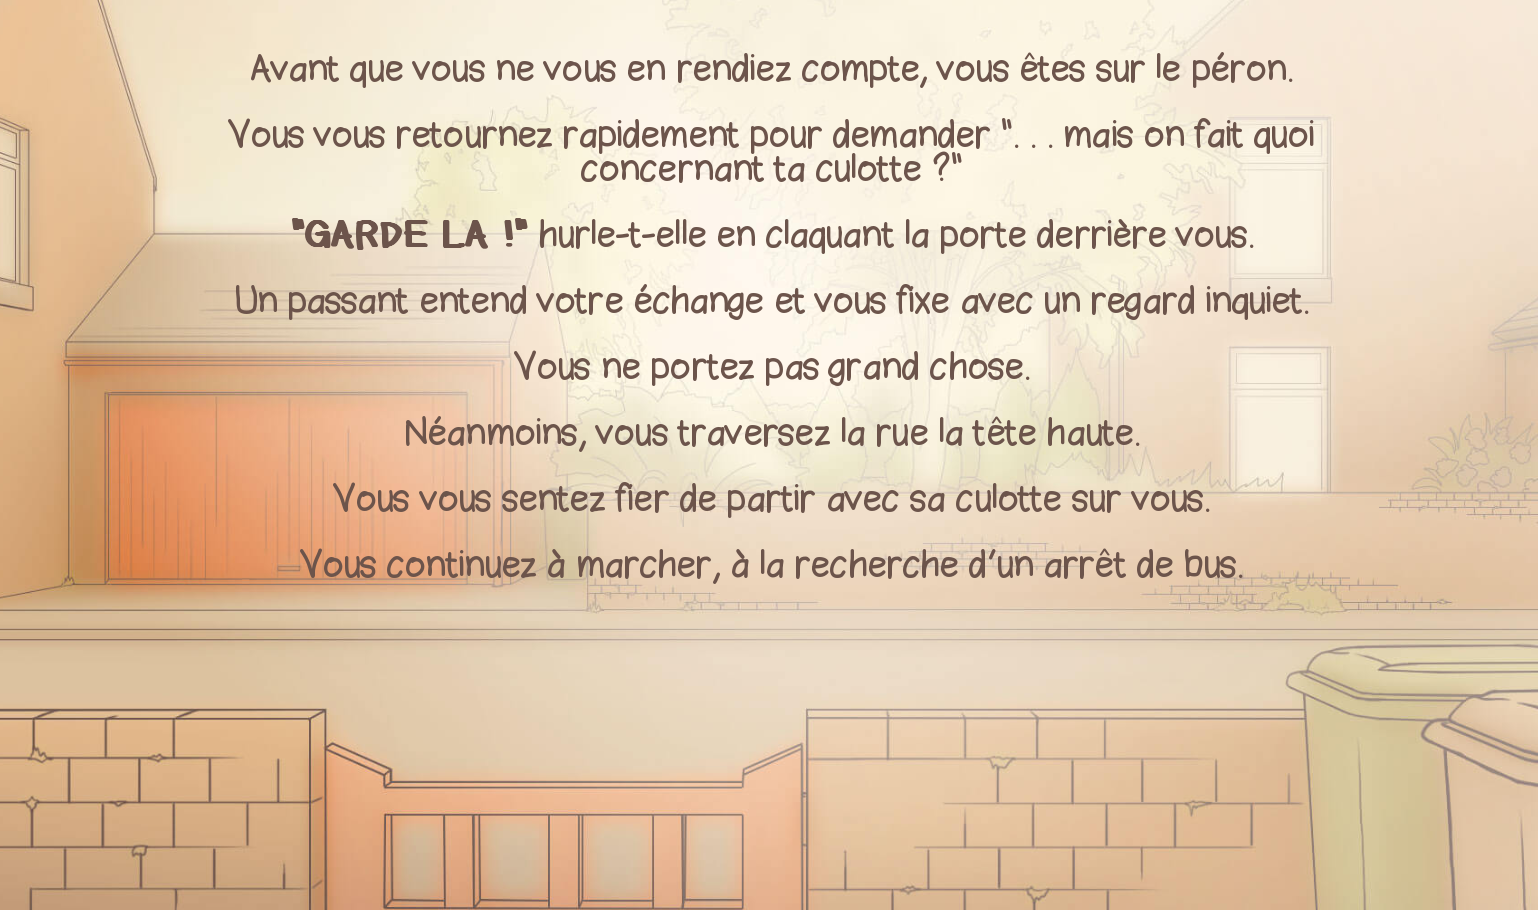 Avant que vous ne vous en rendiez compte, vous êtes sur le péron.
Vous vous retournez rapidement pour demander ". . . mais on fait quoi
concernant ta culotte ?"
"GARDE LA !" hurle-t-elle en claquant la porte derrière vous.
Un passant entend votre échange et vous fixe avec un regard inquiet.
Vous ne portez pas grand chose.
Néanmoins, vous traversez la rue la tête haute.
Vous vous sentez fier de partir avec sa culotte sur vous.
Vous continuez à marcher, à la recherche d'un arrêt de bus.